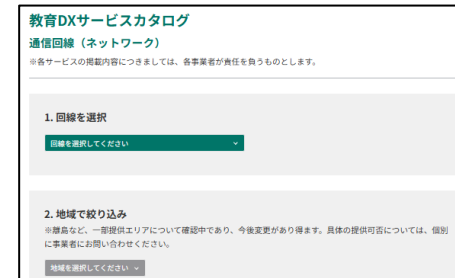 教育DXサービスカタログ
通信回線（ネットワーク）
※各サービスの掲載内容につきましては、各事業者が責任を負うものとします。
1. 回線を選択
回線を選択してください
2. 地域で絞り込み
※離島など、一部提供エリアについて確認中であり、今後変更があり得ます。具体の提供可否については、個別
に事業者にお問い合わせください。
地域を選択してください